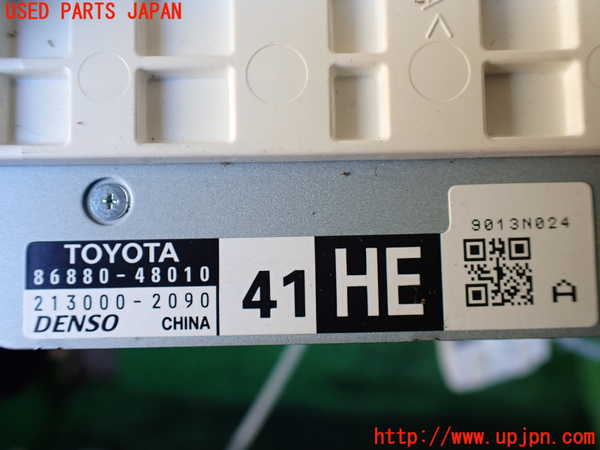 USED PARTS JAPAN
TOYOTA
86880-48010
213000-2090
DENSO CHINA
41 HE
9013N024
A
http://www.upjpn.com